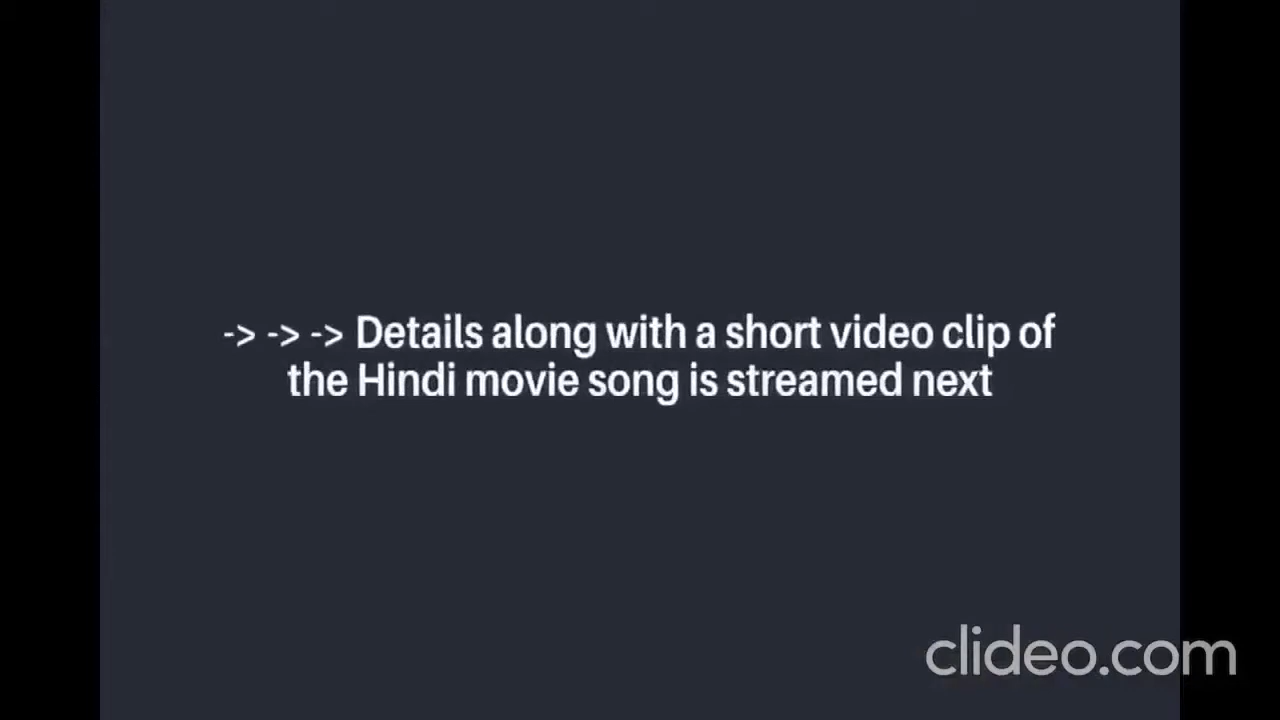 -> -> -> Details along with a short video clip of
the Hindi movie song is streamed next
clideo.com